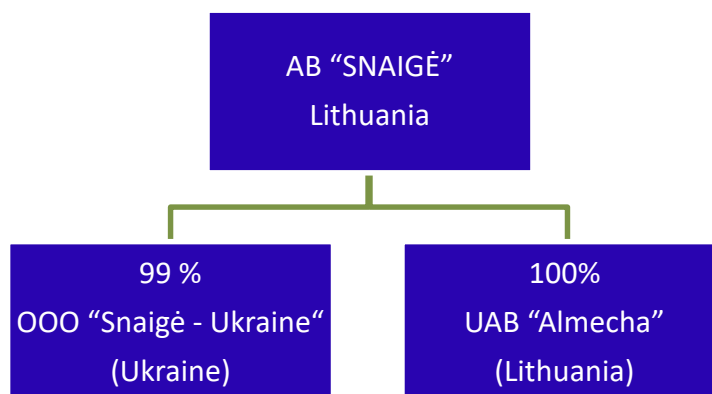 AB “SNAIGĖ”
Lithuania
99 %
OOO “Snaigė - Ukraine“
(Ukraine)
100%
UAB “Almecha”
(Lithuania)